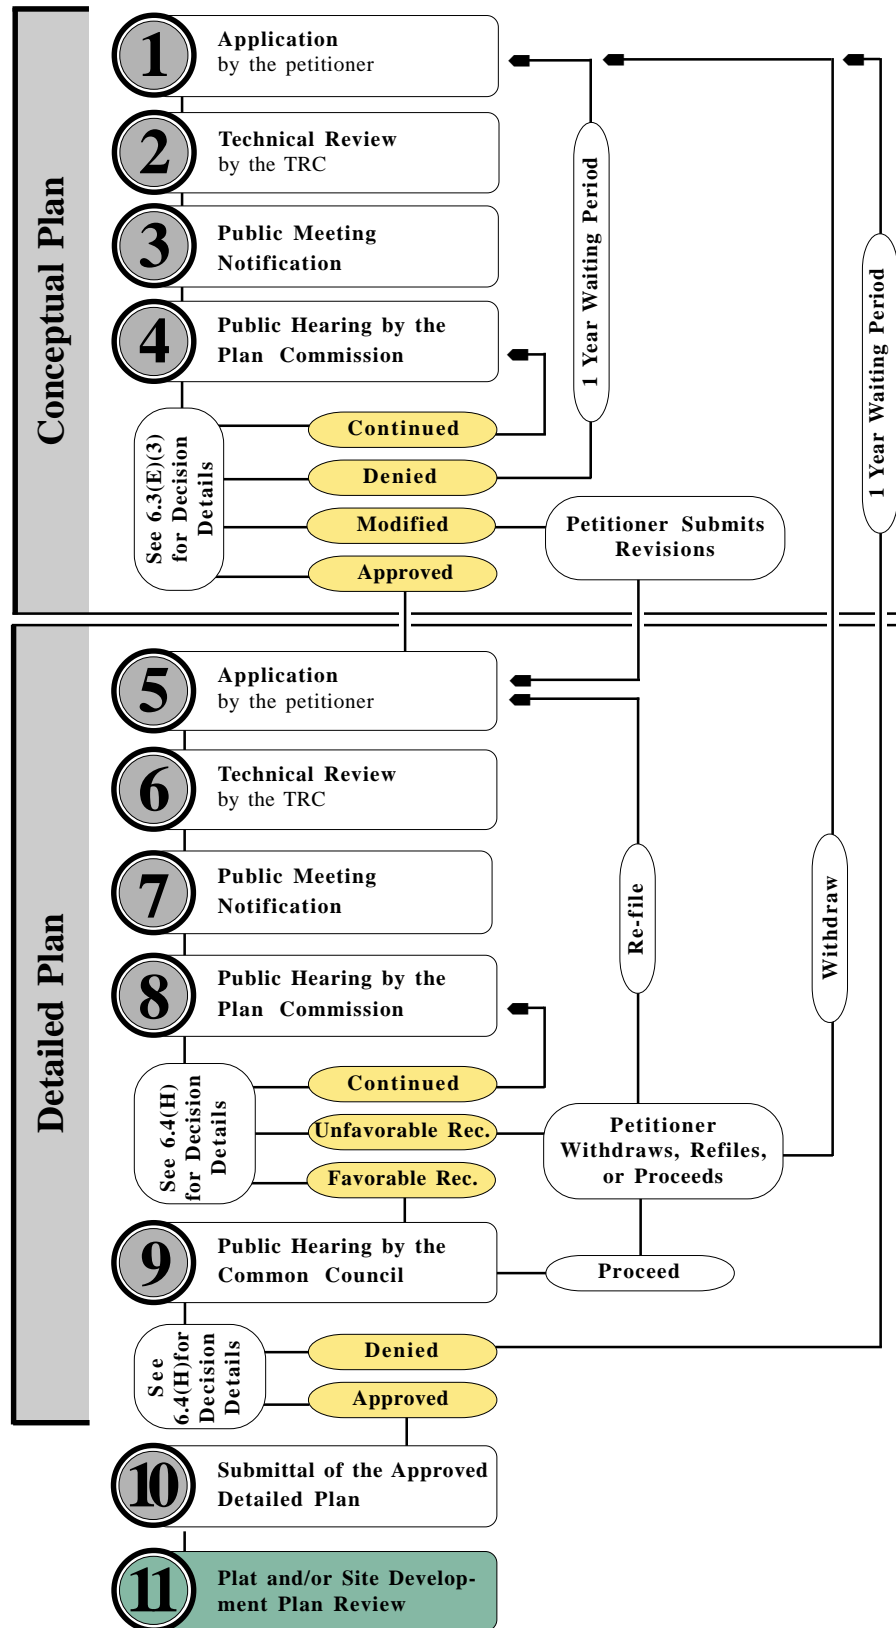 Conceptual Plan
1
Application
by the petitioner
2
Technical Review
by the TRC
3
Public Meeting
Notification
4
Public Hearing by the
Plan Commission
See 6.3(E)(3)
for Decision
Details
Continued
Denied
Modified
Approved
Petitioner Submits
Revisions
1 Year Waiting Period
1 Year Waiting Period
Detailed Plan
5
Application
by the petitioner
6
Technical Review
by the TRC
7
Public Meeting
Notification
8
Public Hearing by the
Plan Commission
See 6.4(H)
for Decision
Details
Continued
Unfavorable Rec.
Favorable Rec.
Petitioner
Withdraws, Refiles,
or Proceeds
Re-file
Withdraw
9
Public Hearing by the
Common Council
Proceed
See
6.4(H)for
Decision
Details
Denied
Approved
10
Submittal of the Approved
Detailed Plan
11
Plat and/or Site Develop-
ment Plan Review